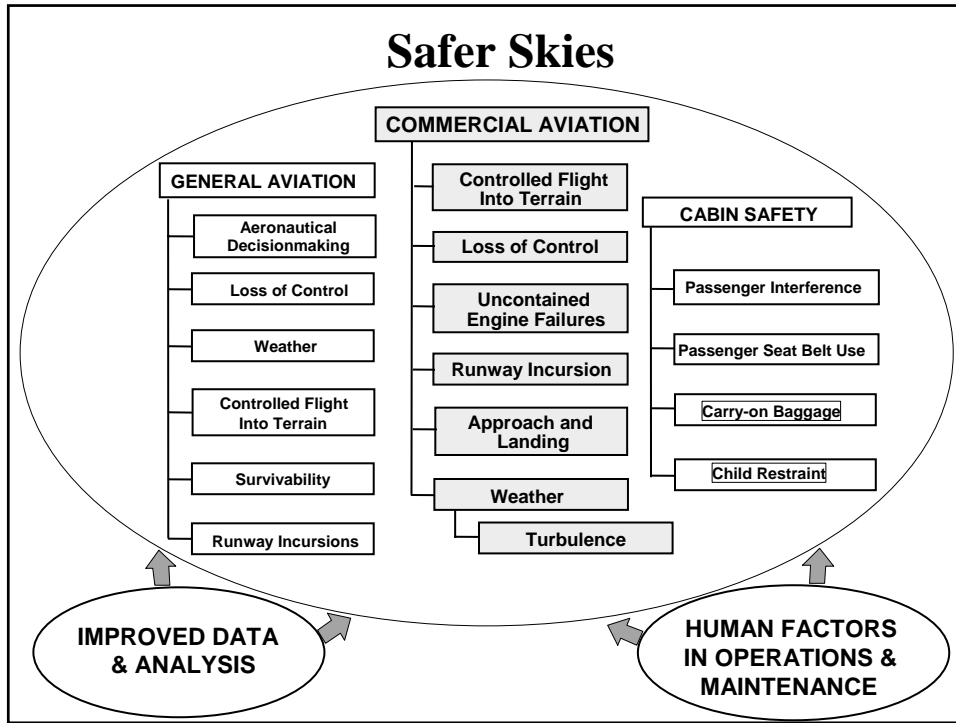 Safer Skies
COMMERCIAL AVIATION
GENERAL AVIATION
Aeronautical
Decisionmaking
Loss of Control
Weather
Controlled Flight
Into Terrain
Survivability
Runway Incursions
Controlled Flight
Into Terrain
Loss of Control
Uncontained
Engine Failures
Runway Incursion
Approach and
Landing
Weather
Turbulence
CABIN SAFETY
Passenger Interference
Passenger Seat Belt Use
Carry-on Baggage
Child Restraint
IMPROVED DATA
& ANALYSIS
HUMAN FACTORS
IN OPERATIONS &
MAINTENANCE